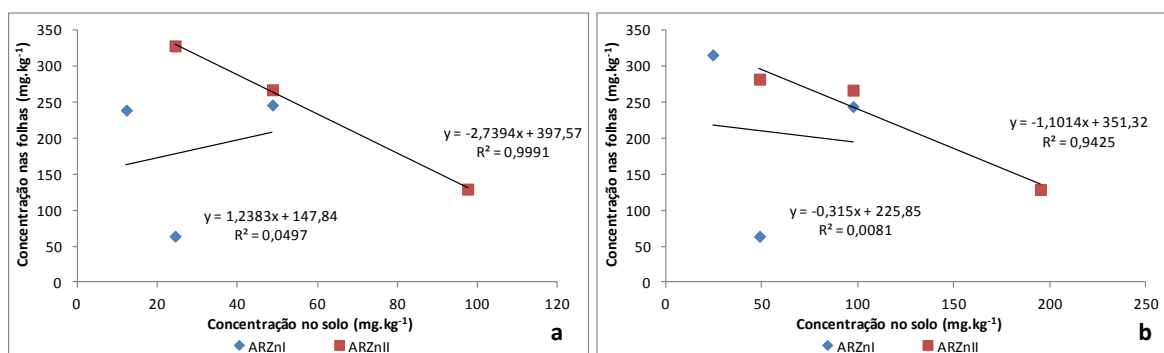 Concentração nas folhas (mg.kg⁻¹)
350
300
250
200
150
100
50
0
y = -2,7394x + 397,57
R² = 0,9991
y = 1,2383x + 147,84
R² = 0,0497
0 20 40 60 80 100 120
Concentração no solo (mg.kg⁻¹)
a
ARZnI ARZnII
Concentração nas folhas (mg.kg⁻¹)
350
300
250
200
150
100
50
0
y = -1,1014x + 351,32
R² = 0,9425
y = -0,315x + 225,85
R² = 0,0081
0 50 100 150 200 250
Concentração no solo (mg.kg⁻¹)
b
ARZnI ARZnII